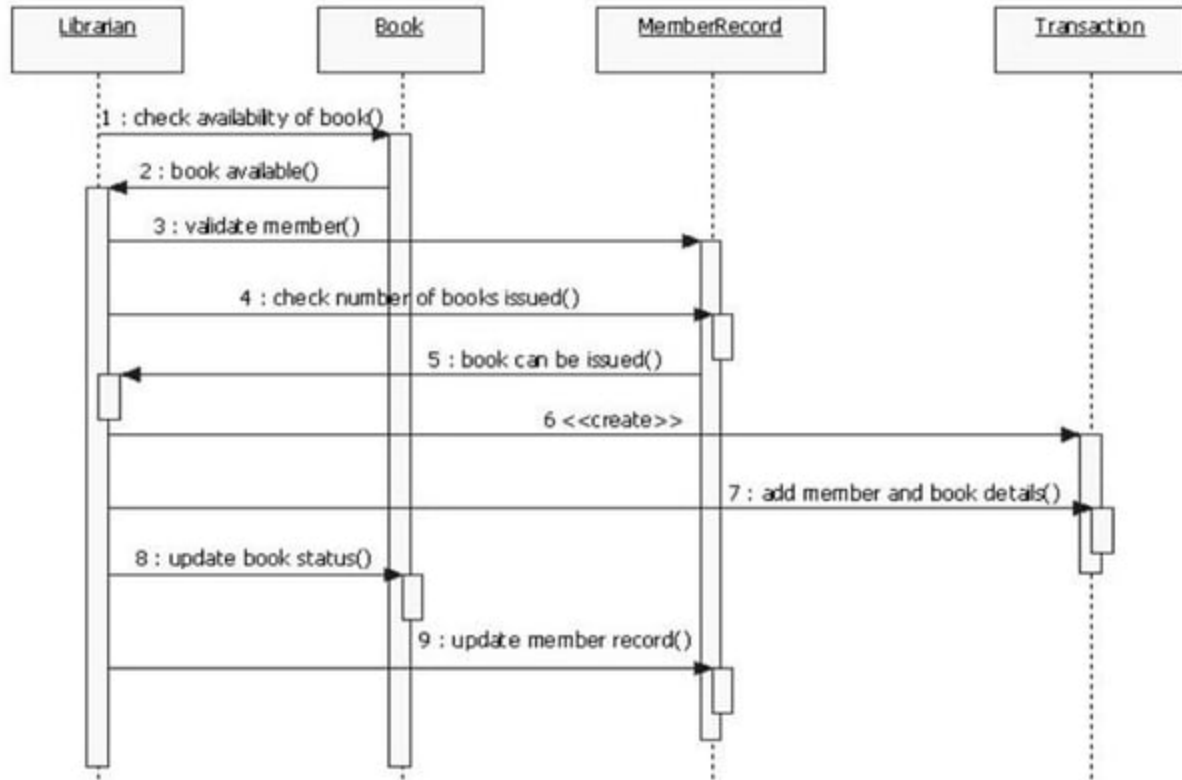 Librarian
Book
MemberRecord
Transaction
1 : check availability of book()
2 : book available()
3 : validate member()
4 : check number of books issued()
5 : book can be issued()
6 <<create>>
7 : add member and book details()
8 : update book status()
9 : update member record()